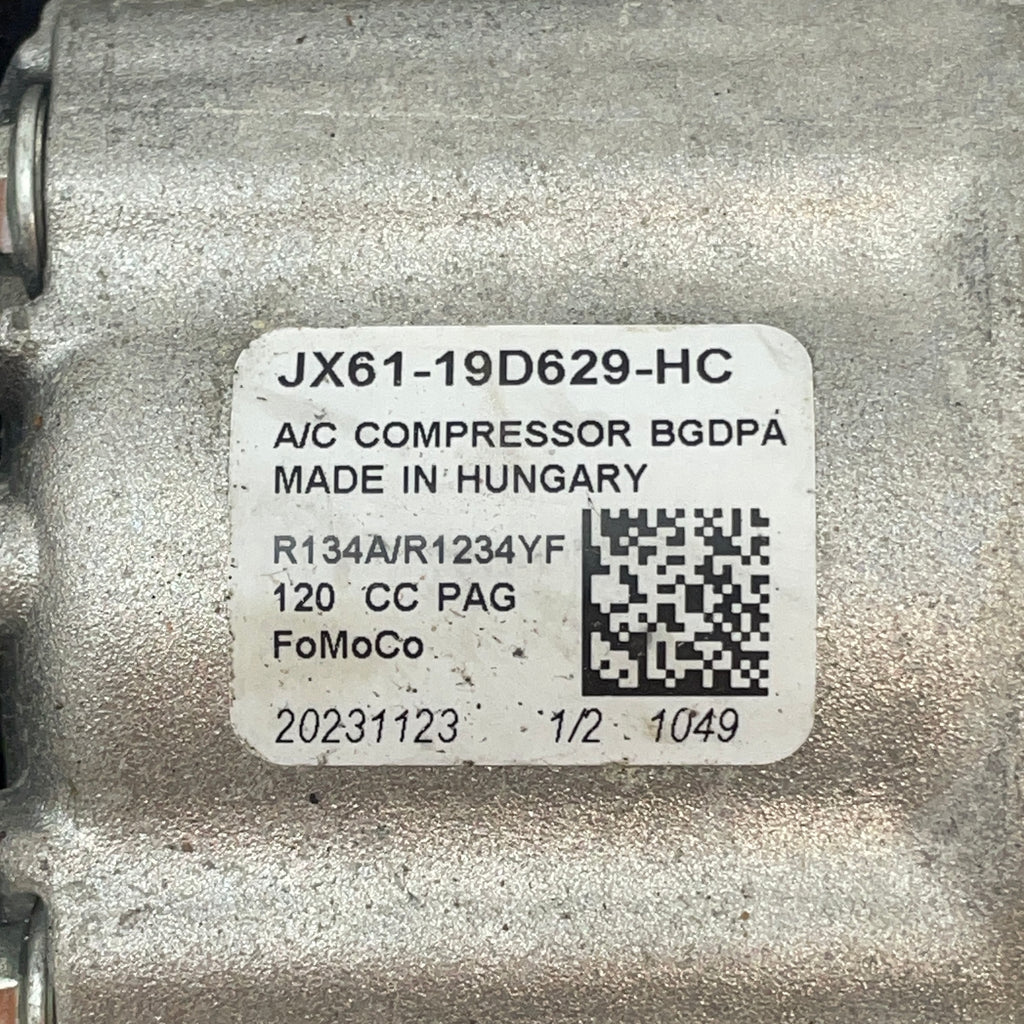 JX61-19D629-HC
A/C COMPRESSOR BGDPA
MADE IN HUNGARY
R134A/R1234YF
120 CC PAG
FoMoCo
20231123 1/2 1049